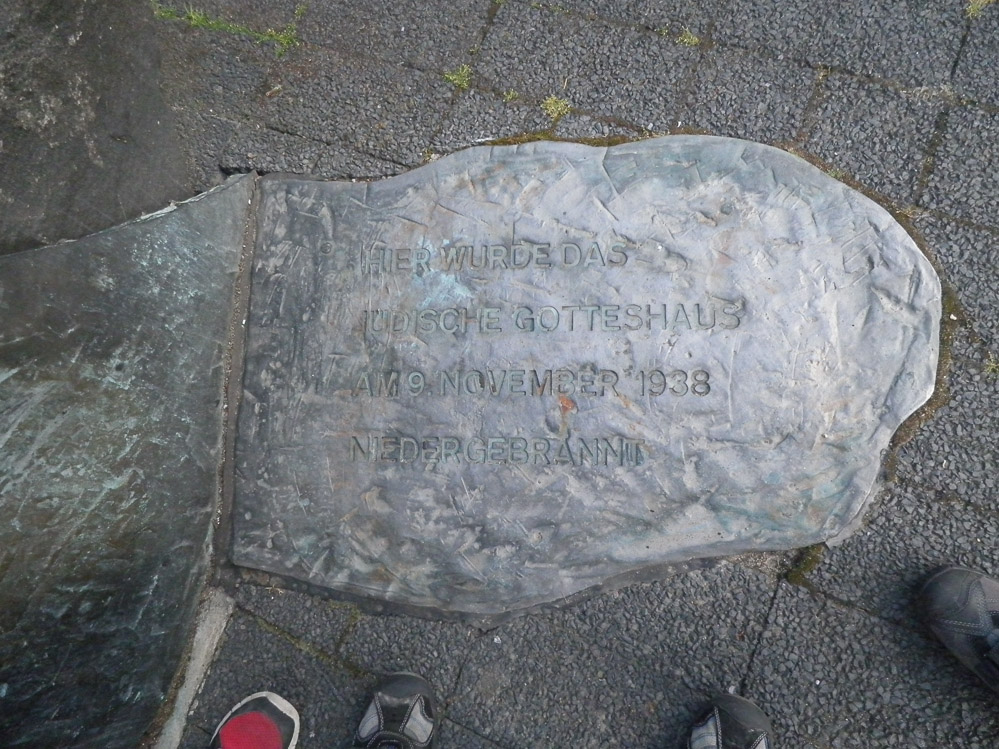 HIER WURDE DAS
JÜDISCHE GOTTESHAUS
AM 9. NOVEMBER 1938
NIEDERGEBRANNT